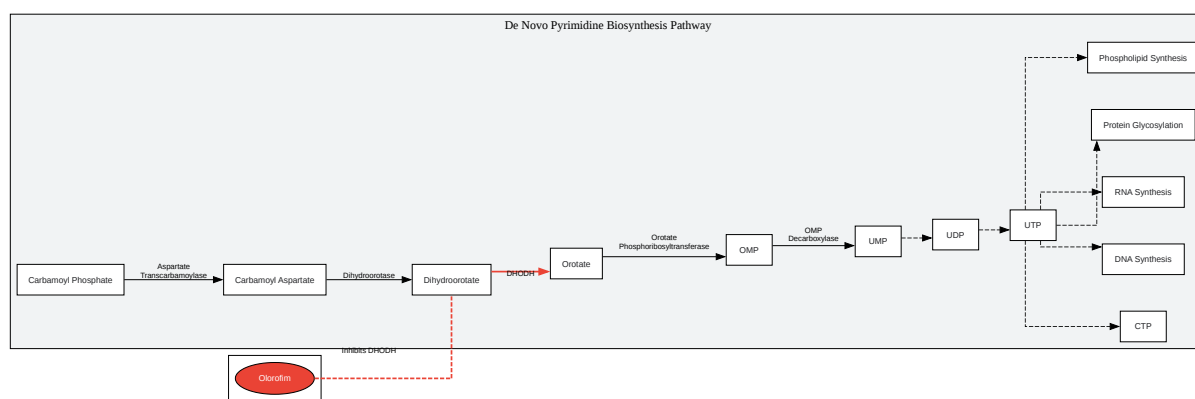 De Novo Pyrimidine Biosynthesis Pathway
Phospholipid Synthesis
Protein Glycosylation
RNA Synthesis
UTP
DNA Synthesis
CTP
UDP
UMP
OMP
Decarboxylase
OMP
Orotate
Phosphoribosyltransferase
Orotate
DHODH
Dihydroorotate
Dihydroorotase
Carbamoyl Aspartate
Aspartate
Transcarbamoylase
Carbamoyl Phosphate
Inhibits DHODH
Olorofim